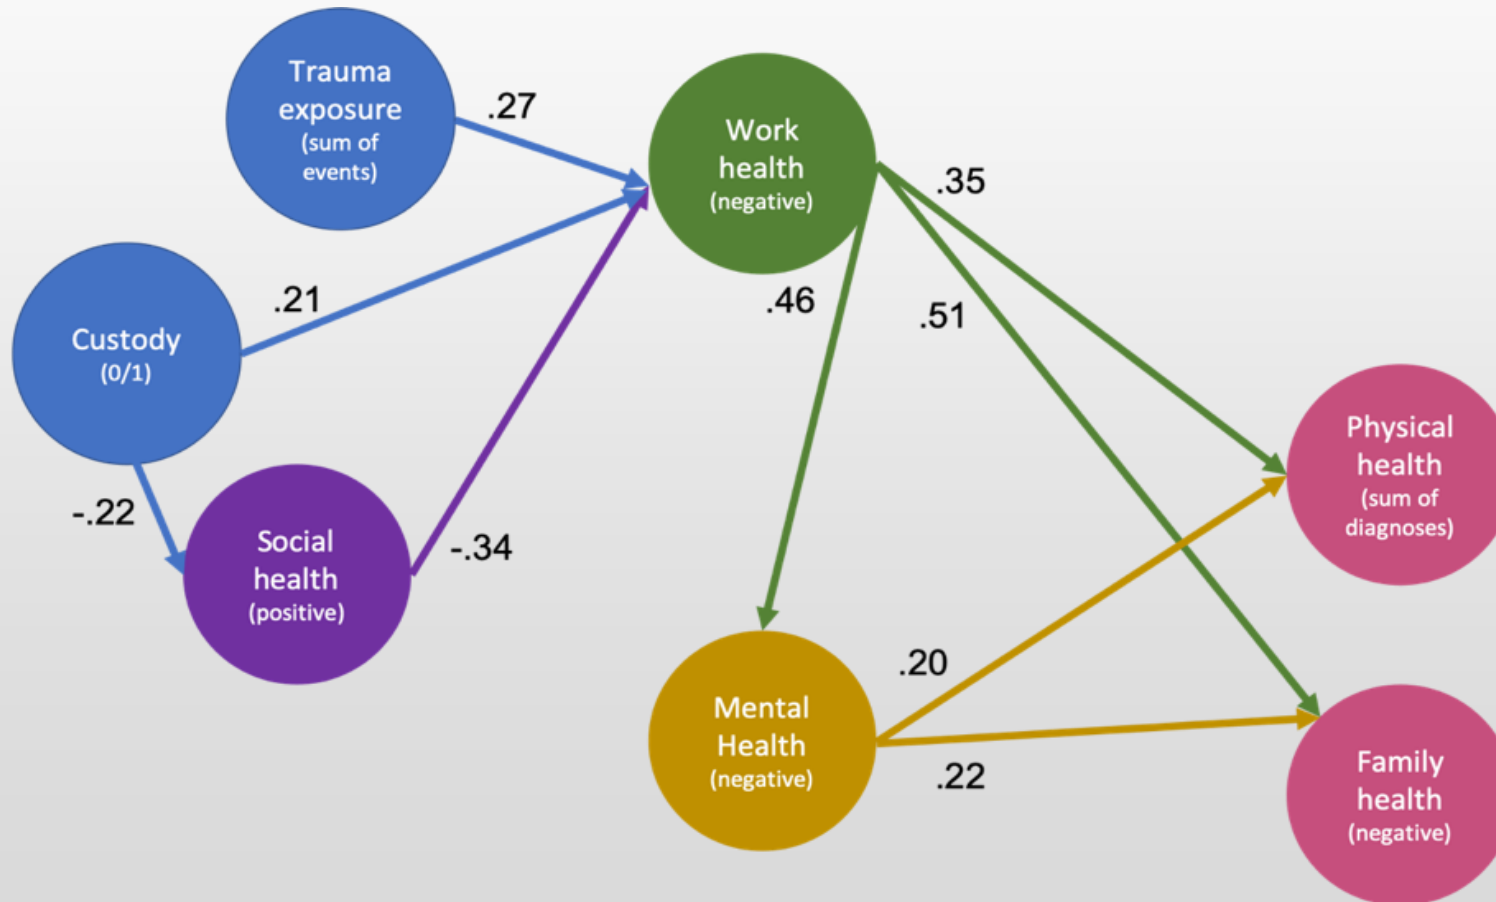 Trauma
exposure
(sum of
events)
.27
Work
health
(negative)
.35
.21
.46
.51
Custody
(0/1)
-.22
Social
health
(positive)
-.34
Physical
health
(sum of
diagnoses)
.20
Mental
Health
(negative)
.22
Family
health
(negative)